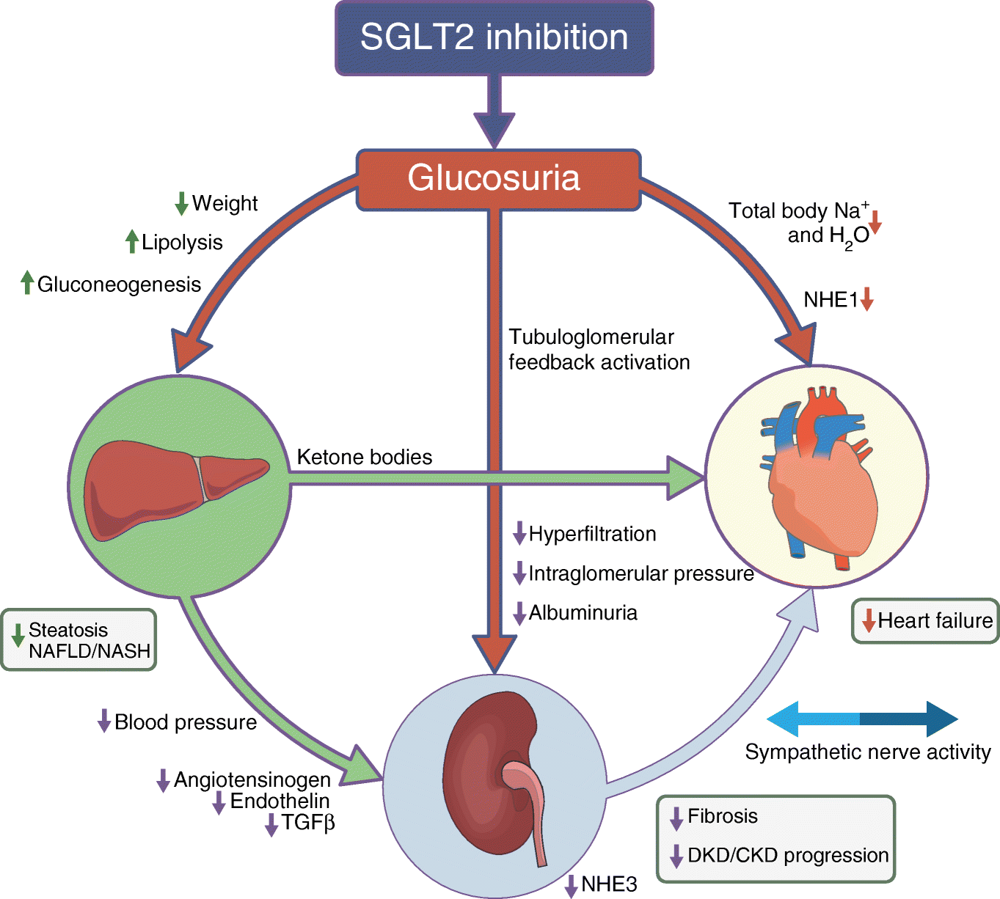 SGLT2 inhibition
Glucosuria
Weight
Lipolysis
Gluconeogenesis
Total body Na⁺
and H₂O
NHE1
Tubuloglomerular
feedback activation
Ketone bodies
Hyperfiltration
Intraglomerular pressure
Albuminuria
Steatosis
NAFLD/NASH
Heart failure
Blood pressure
Angiotensinogen
Endothelin
TGFβ
Sympathetic nerve activity
Fibrosis
DKD/CKD progression
NHE3